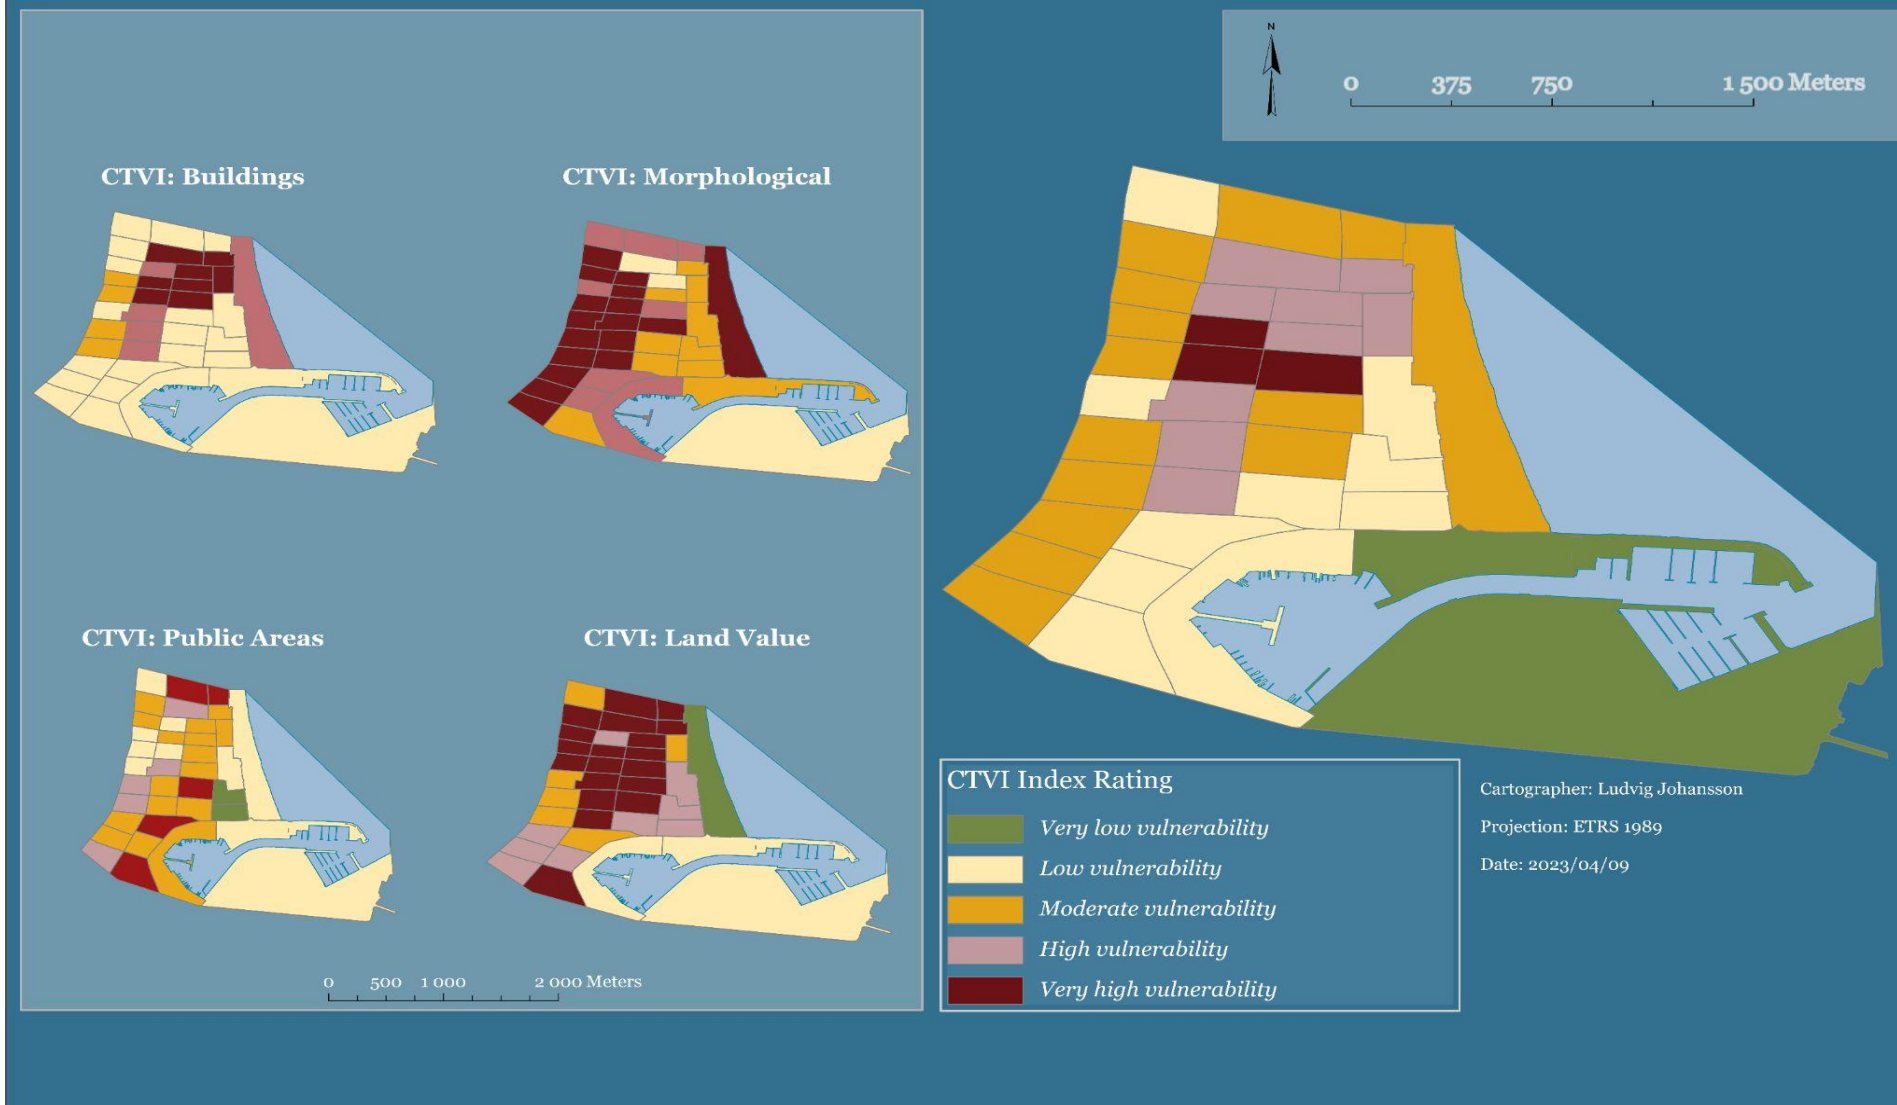 CTVI: Buildings
CTVI: Morphological
CTVI: Public Areas
CTVI: Land Value
0 500 1 000 2 000 Meters
N
0 375 750 1 500 Meters
CTVI Index Rating
Very low vulnerability
Low vulnerability
Moderate vulnerability
High vulnerability
Very high vulnerability
Cartographer: Ludvig Johansson
Projection: ETRS 1989
Date: 2023/04/09